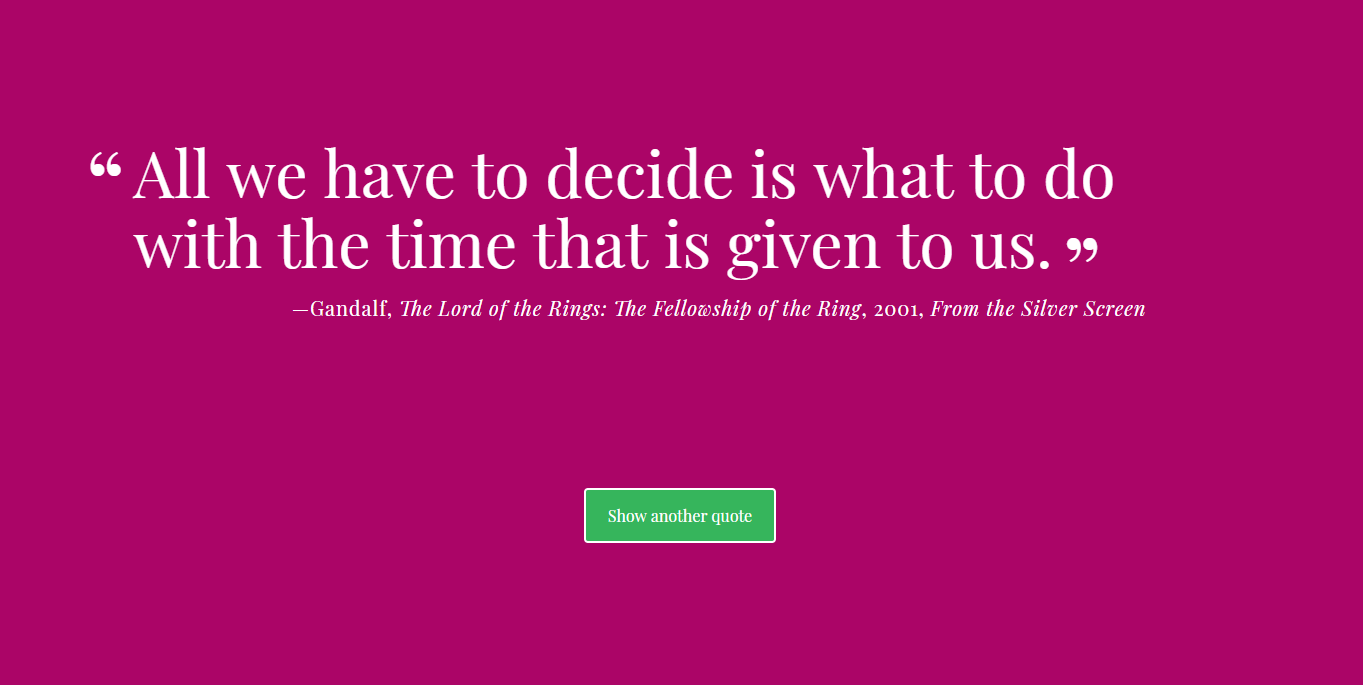 “ All we have to decide is what to do
with the time that is given to us. ”
—Gandalf, The Lord of the Rings: The Fellowship of the Ring, 2001, From the Silver Screen
Show another quote